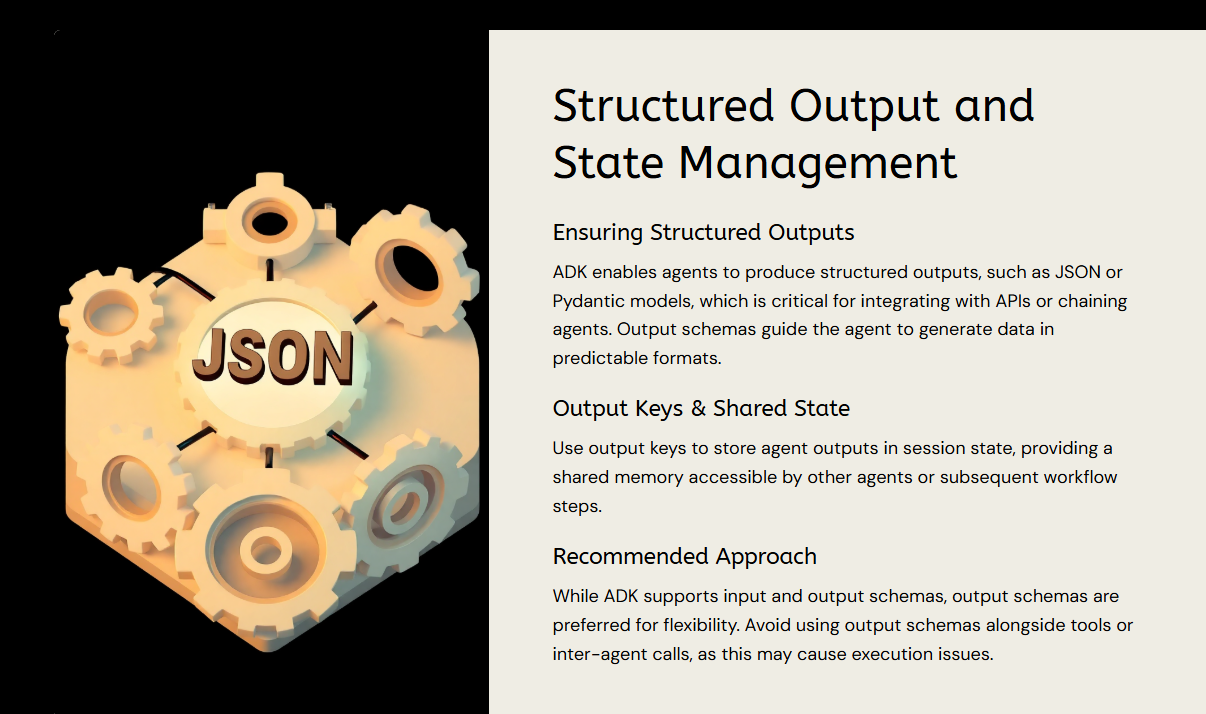 JSON
Structured Output and
State Management
Ensuring Structured Outputs
ADK enables agents to produce structured outputs, such as JSON or
Pydantic models, which is critical for integrating with APIs or chaining
agents. Output schemas guide the agent to generate data in
predictable formats.
Output Keys & Shared State
Use output keys to store agent outputs in session state, providing a
shared memory accessible by other agents or subsequent workflow
steps.
Recommended Approach
While ADK supports input and output schemas, output schemas are
preferred for flexibility. Avoid using output schemas alongside tools or
inter-agent calls, as this may cause execution issues.